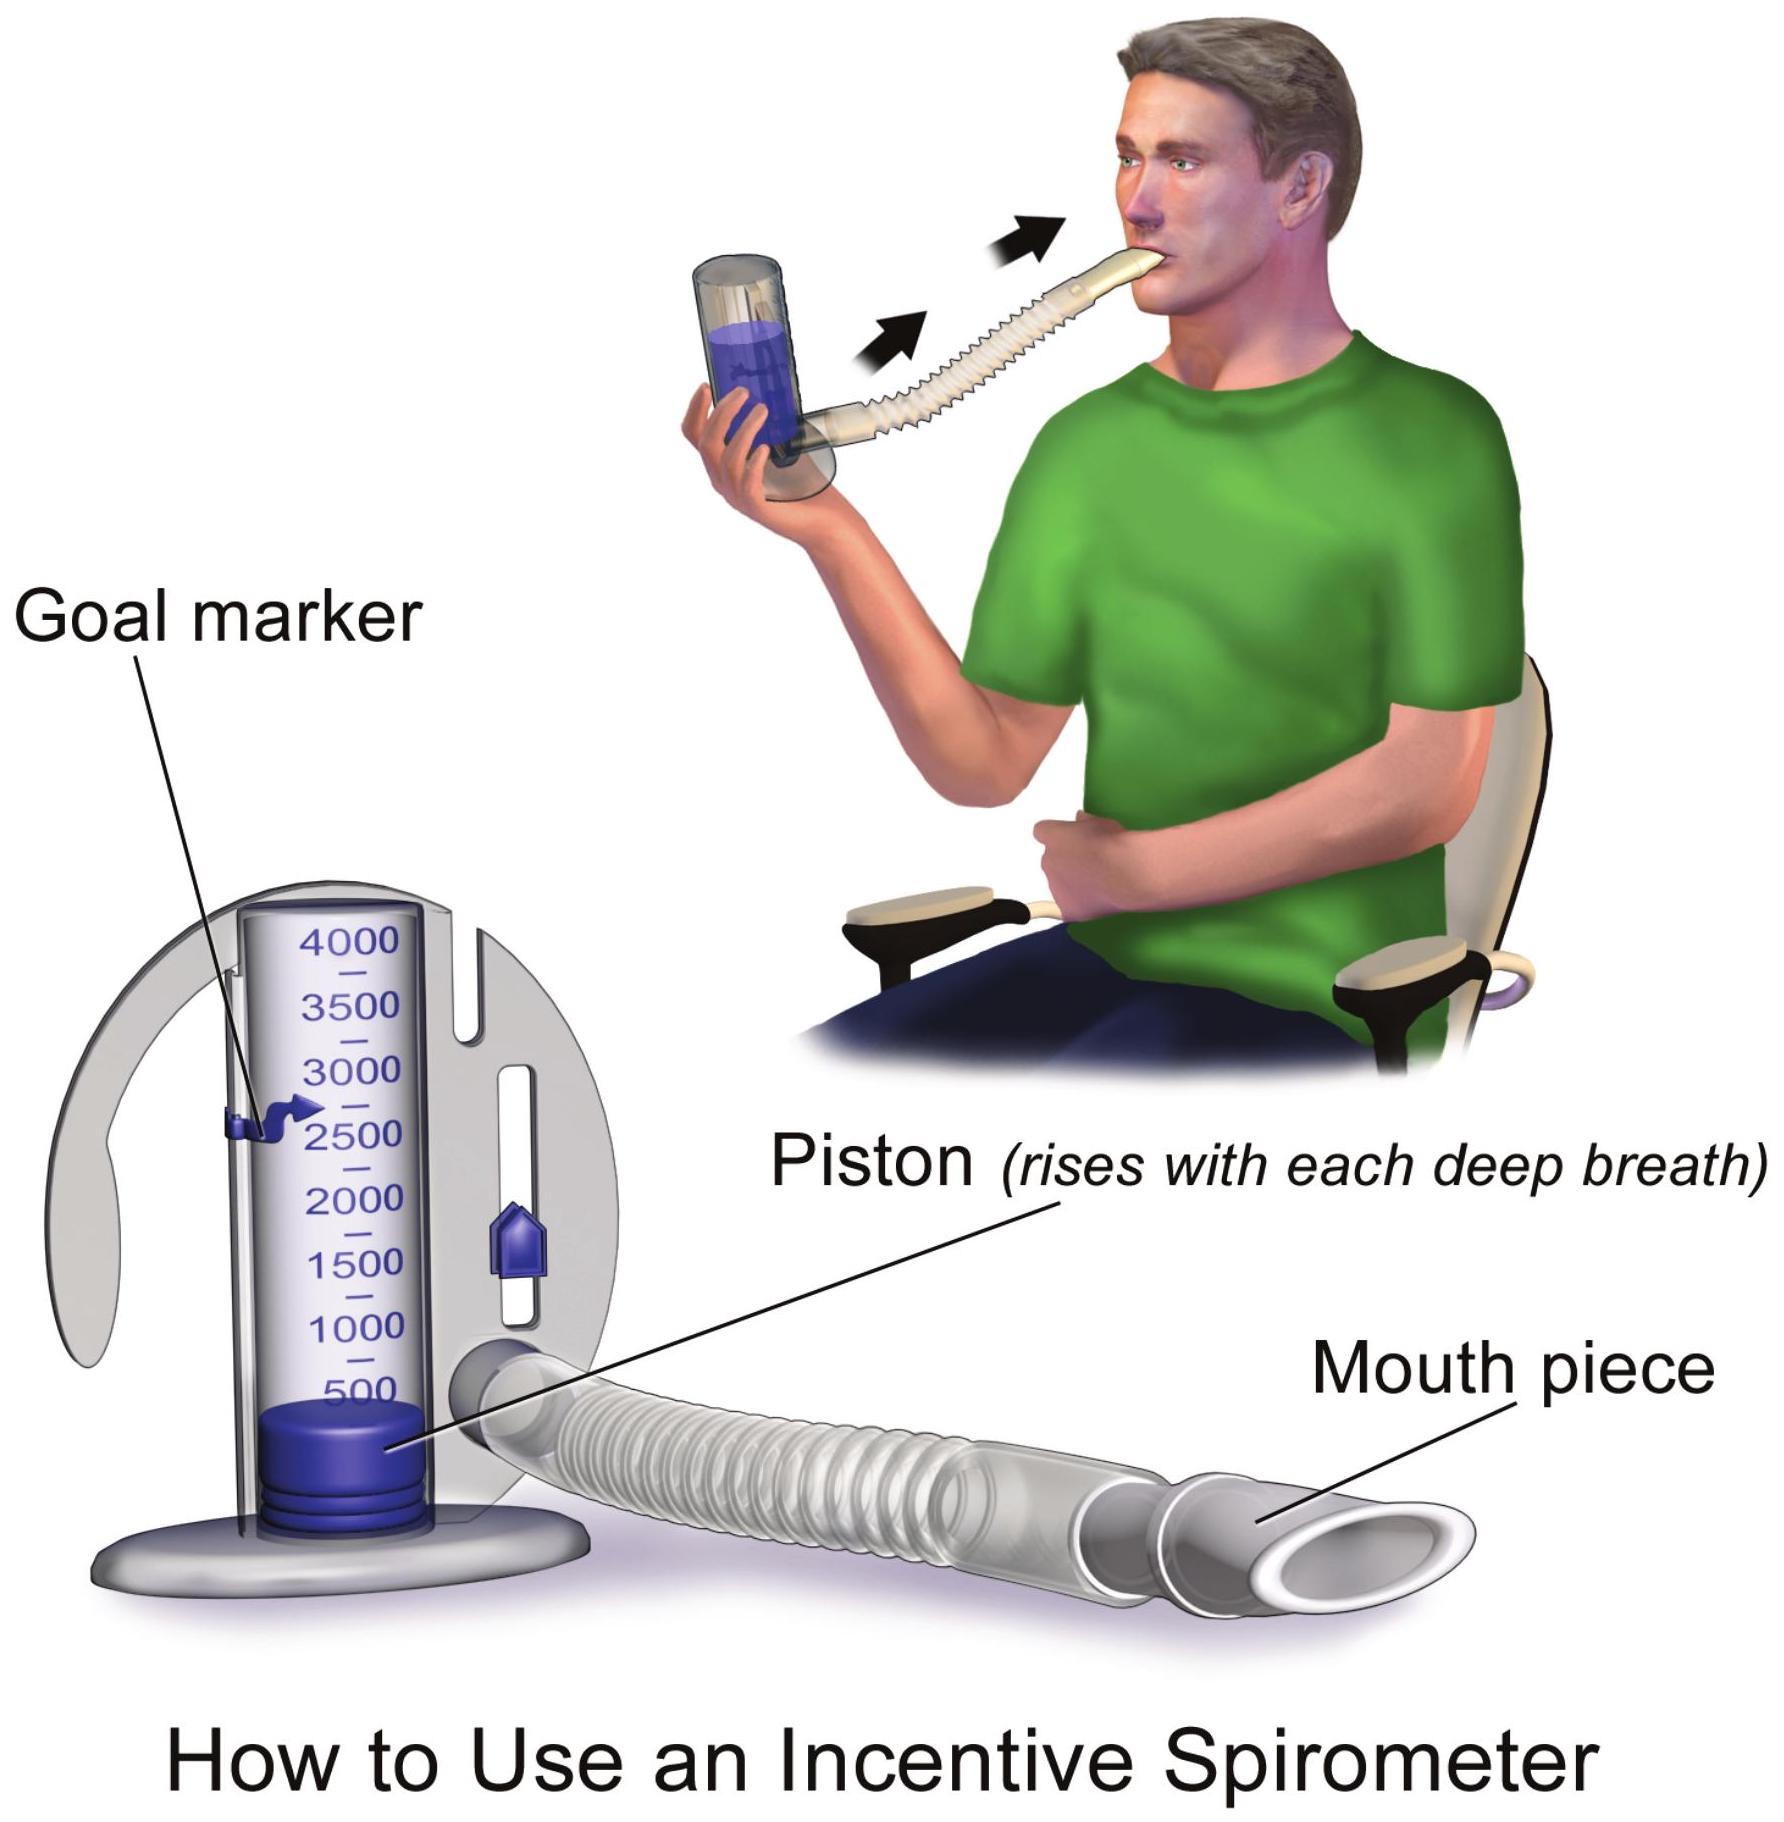 Goal marker
4000
3500
3000
2500
2000
1500
1000
500
Piston (rises with each deep breath)
Mouth piece
How to Use an Incentive Spirometer